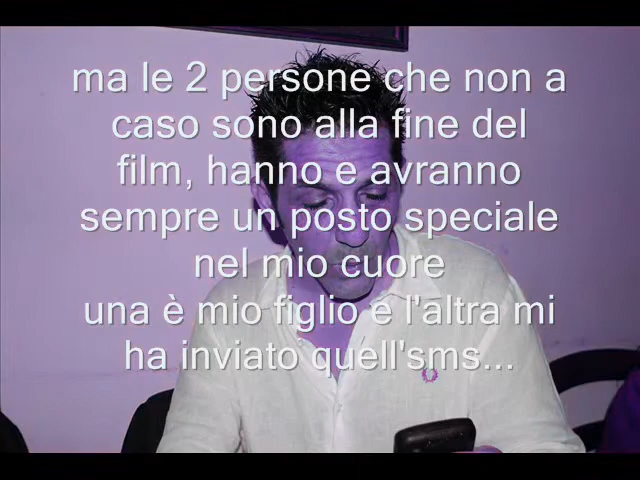 ma le 2 persone che non a
caso sono alla fine del
film, hanno e avranno
sempre un posto speciale
nel mio cuore
una è mio figlio e l'altra mi
ha inviato quell'sms...